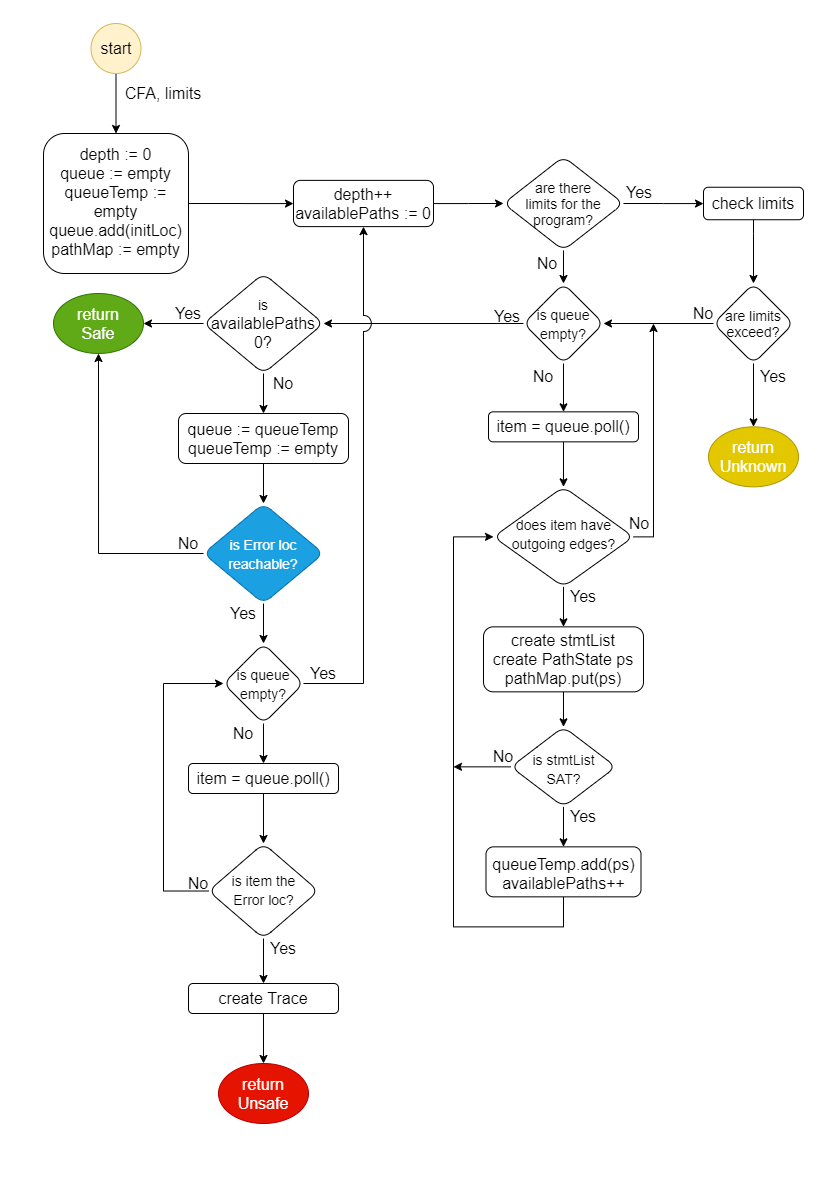 start
CFA, limits
depth := 0
queue := empty
queueTemp :=
empty
queue.add(initLoc)
pathMap := empty
depth++
availablePaths := 0
are there
limits for the
program?
Yes
check limits
No
return
Safe
Yes
is
availablePaths
0?
Yes
is queue
empty?
No
are limits
exceed?
No
No
Yes
queue := queueTemp
queueTemp := empty
item = queue.poll()
return
Unknown
No
is Error loc
reachable?
does item have
outgoing edges?
No
Yes
Yes
create stmtList
create PathState ps
pathMap.put(ps)
is queue
empty?
Yes
No
No
is stmtList
SAT?
item = queue.poll()
Yes
queueTemp.add(ps)
availablePaths++
No
is item the
Error loc?
Yes
create Trace
return
Unsafe